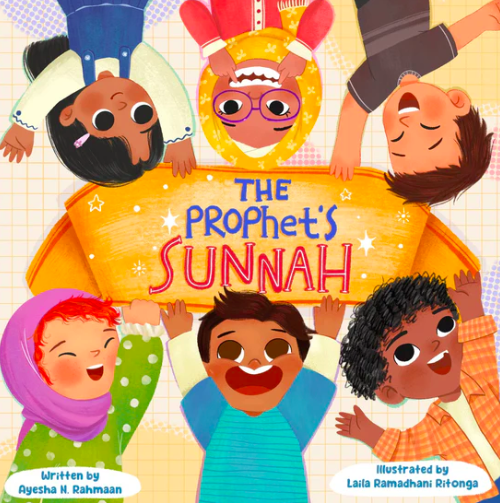 THE
PROPHET'S
SUNNAH
Written by
Ayesha N. Rahmaan
Illustrated by
Laila Ramadhani Ritonga